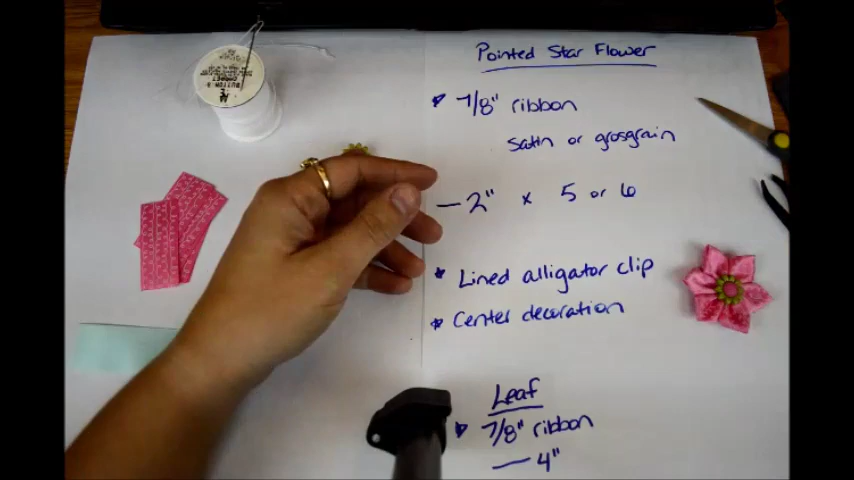 Pointed Star Flower
7/8" ribbon
satin or grosgrain
— 2" x 5 or 6
Lined alligator clip
Center decoration
Leaf
7/8" ribbon
— 4"